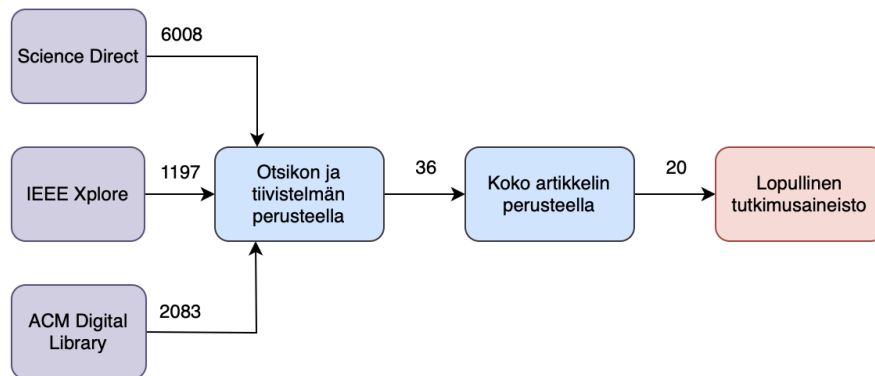 Science Direct
6008
IEEE Xplore
1197
Otsikon ja
tiivistelmän
perusteella
36
Koko artikkelin
perusteella
20
Lopullinen
tutkimusaineisto
ACM Digital
Library
2083